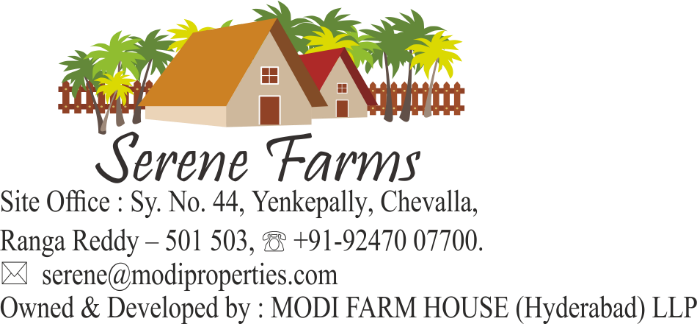 Serene Farms
Site Office : Sy. No. 44, Yenkepally, Chevalla,
Ranga Reddy – 501 503, ☏ +91-92470 07700.
✉ serene@modiproperties.com
Owned & Developed by : MODI FARM HOUSE (Hyderabad) LLP